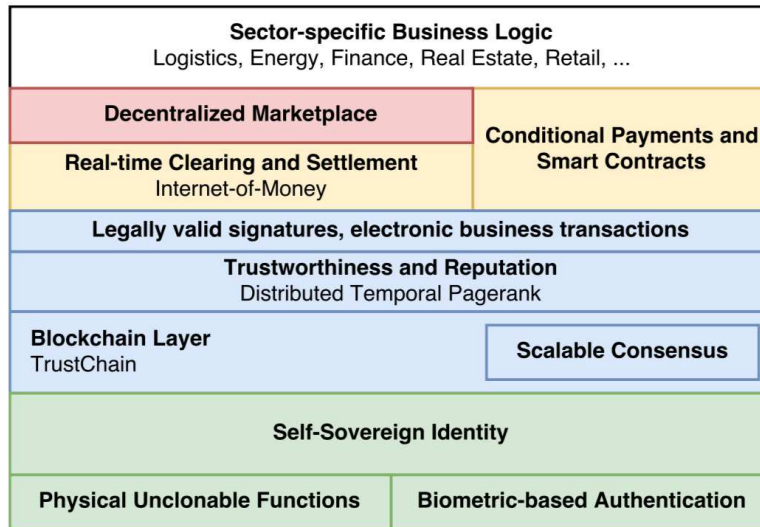 Sector-specific Business Logic
Logistics, Energy, Finance, Real Estate, Retail, ...
Decentralized Marketplace
Conditional Payments and
Smart Contracts
Real-time Clearing and Settlement
Internet-of-Money
Legally valid signatures, electronic business transactions
Trustworthiness and Reputation
Distributed Temporal Pagerank
Blockchain Layer
TrustChain
Scalable Consensus
Self-Sovereign Identity
Physical Unclonable Functions
Biometric-based Authentication